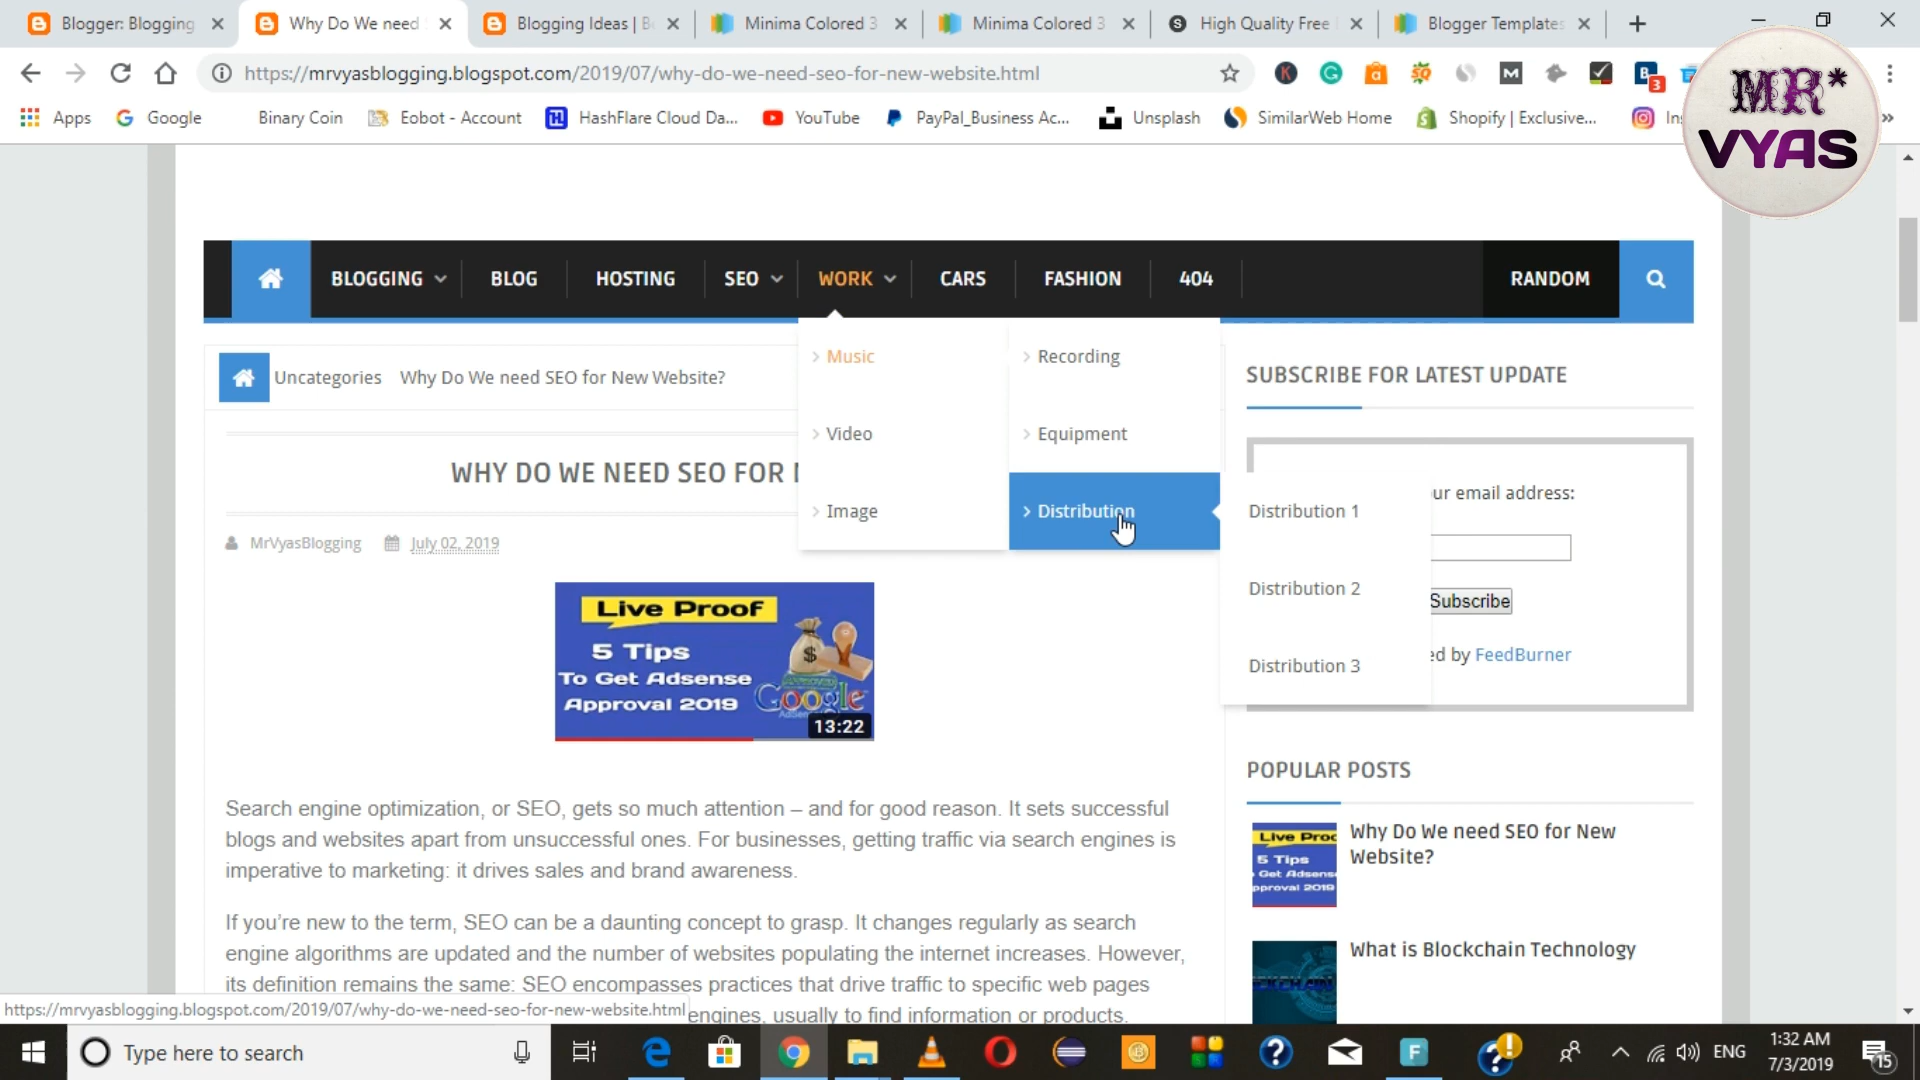 Blogger: Blogging
Why Do We need
Blogging Ideas | B
Minima Colored 3
Minima Colored 3
High Quality Free
Blogger Templates
https://mrvyasblogging.blogspot.com/2019/07/why-do-we-need-seo-for-new-website.html
3
MR*
VYAS
Apps
Google
Binary Coin
Eobot - Account
HashFlare Cloud Da...
YouTube
PayPal_Business Ac...
Unsplash
SimilarWeb Home
Shopify | Exclusive...
BLOGGING
BLOG
HOSTING
SEO
WORK
CARS
FASHION
404
RANDOM
Music
Video
Image
Recording
Equipment
Distribution
Distribution 1
Distribution 2
Distribution 3
Uncategories Why Do We need SEO for New Website?
WHY DO WE NEED SEO FOR
MrVyasBlogging July 02, 2019
Live Proof
5 Tips
To Get Adsense
Approval 2019
Google
13:22
Search engine optimization, or SEO, gets so much attention – and for good reason. It sets successful
blogs and websites apart from unsuccessful ones. For businesses, getting traffic via search engines is
imperative to marketing: it drives sales and brand awareness.
If you’re new to the term, SEO can be a daunting concept to grasp. It changes regularly as search
engine algorithms are updated and the number of websites populating the internet increases. However,
its definition remains the same: SEO encompasses practices that drive traffic to specific web pages
engines, usually to find information or products.
SUBSCRIBE FOR LATEST UPDATE
ur email address:
Subscribe
ed by FeedBurner
POPULAR POSTS
Live Proo
5 Tips
Get Adsens
pproval 2019
Why Do We need SEO for New
Website?
What is Blockchain Technology
https://mrvyasblogging.blogspot.com/2019/07/why-do-we-need-seo-for-new-website.html
Type here to search
ENG
1:32 AM
7/3/2019
15